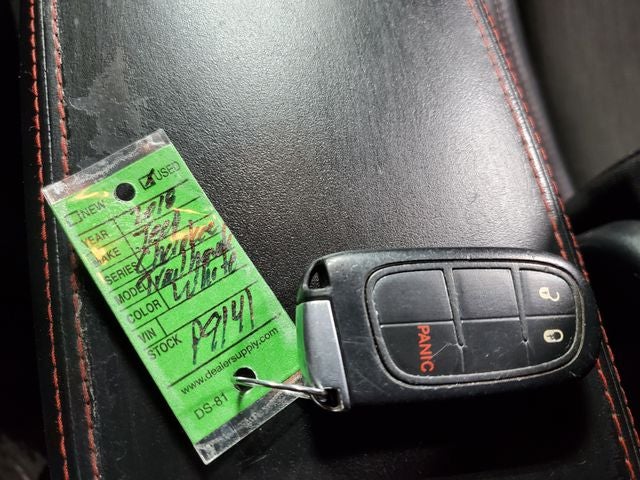 NEW ☑ USED
YEAR 2016
MAKE Jeep
SERIES Cherokee
MODEL Trailhawk
COLOR White
VIN
STOCK P9141
www.dealersupply.com
DS-81
PANIC